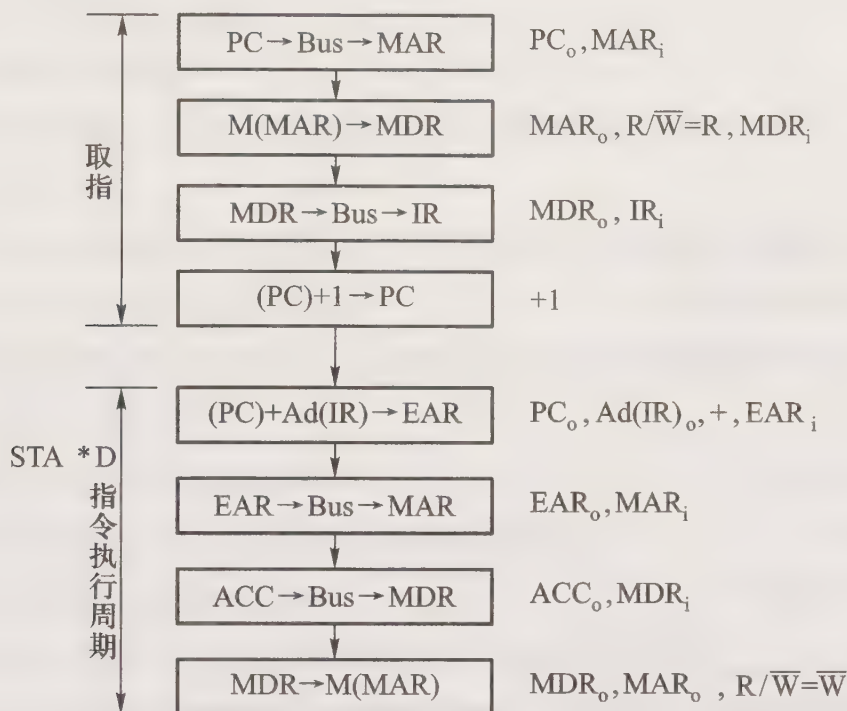 PC→Bus→MAR PCₒ, MARᵢ
M(MAR)→MDR MARₒ, R/W̅=R, MDRᵢ
取指
MDR→Bus→IR MDRₒ, IRᵢ
(PC)+1→PC +1
(PC)+Ad(IR)→EAR PCₒ, Ad(IR)ₒ, +, EARᵢ
STA *D
指令执行周期
EAR→Bus→MAR EARₒ, MARᵢ
ACC→Bus→MDR ACCₒ, MDRᵢ
MDR→M(MAR) MDRₒ, MARₒ, R/W̅=W̅